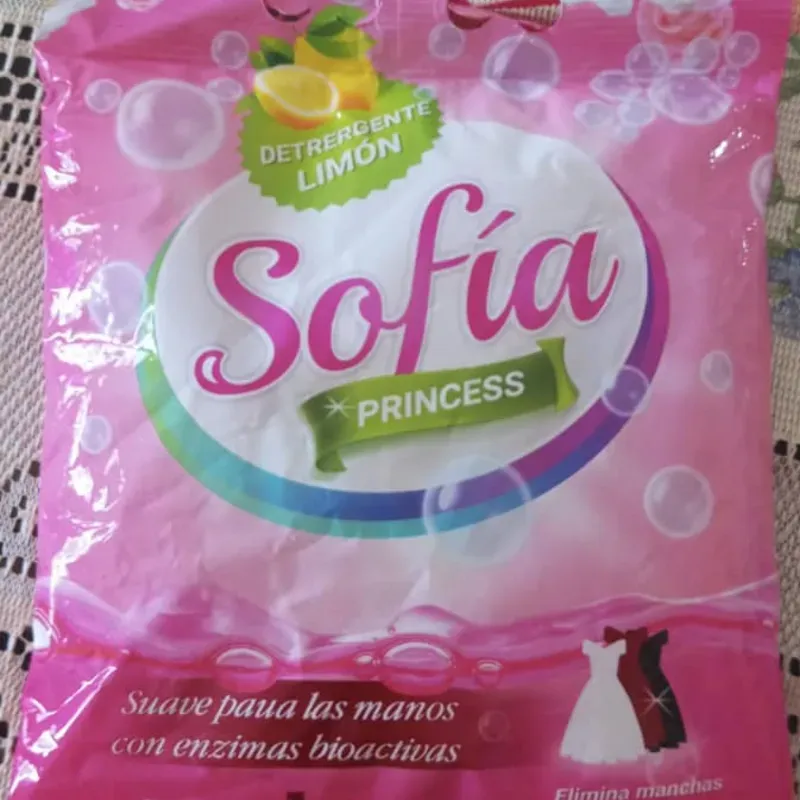 DETRERGENTE
LIMÓN
Sofía
PRINCESS
Suave paua las manos
con enzimas bioactivas
Elimina manchas